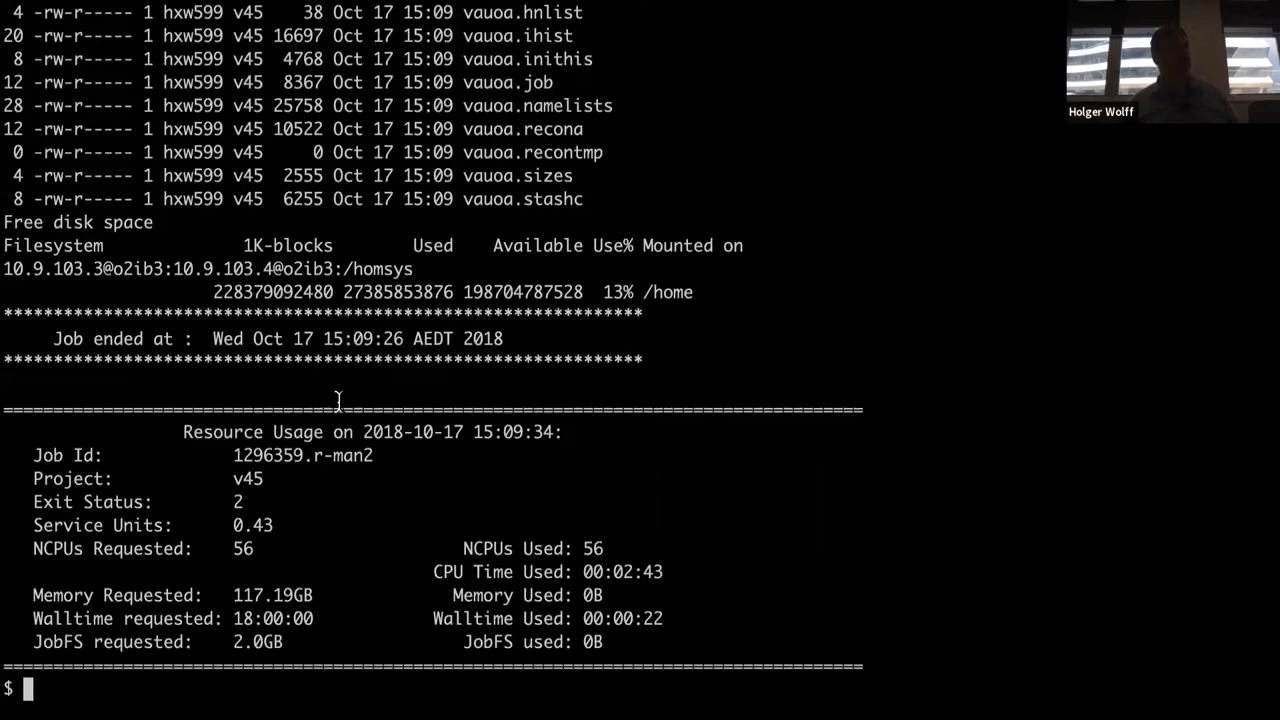 4 -rw-r----- 1 hxw599 v45 38 Oct 17 15:09 vauoa.hnlist
20 -rw-r----- 1 hxw599 v45 16697 Oct 17 15:09 vauoa.ihist
8 -rw-r----- 1 hxw599 v45 4768 Oct 17 15:09 vauoa.inithis
12 -rw-r----- 1 hxw599 v45 8367 Oct 17 15:09 vauoa.job
28 -rw-r----- 1 hxw599 v45 25758 Oct 17 15:09 vauoa.namelists
12 -rw-r----- 1 hxw599 v45 10522 Oct 17 15:09 vauoa.recona
0 -rw-r----- 1 hxw599 v45 0 Oct 17 15:09 vauoa.recontmp
4 -rw-r----- 1 hxw599 v45 2555 Oct 17 15:09 vauoa.sizes
8 -rw-r----- 1 hxw599 v45 6255 Oct 17 15:09 vauoa.stashc
Free disk space
Filesystem 1K-blocks Used Available Use% Mounted on
10.9.103.3@o2ib3:10.9.103.4@o2ib3:/homsys
228379092480 27385853876 198704787528 13% /home
****************************************************************
Job ended at : Wed Oct 17 15:09:26 AEDT 2018
****************************************************************
======================================================================================
Resource Usage on 2018-10-17 15:09:34:
Job Id: 1296359.r-man2
Project: v45
Exit Status: 2
Service Units: 0.43
NCPUs Requested: 56 NCPUs Used: 56
CPU Time Used: 00:02:43
Memory Requested: 117.19GB Memory Used: 0B
Walltime requested: 18:00:00 Walltime Used: 00:00:22
JobFS requested: 2.0GB JobFS used: 0B
======================================================================================
$
Holger Wolff